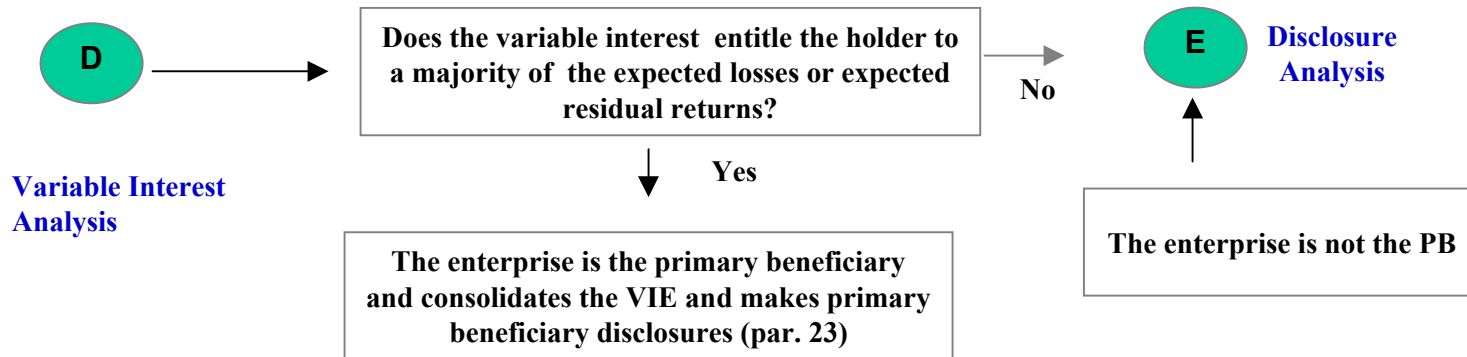 D
Variable Interest
Analysis
Does the variable interest entitle the holder to
a majority of the expected losses or expected
residual returns?
No
E
Disclosure
Analysis
Yes
The enterprise is the primary beneficiary
and consolidates the VIE and makes primary
beneficiary disclosures (par. 23)
The enterprise is not the PB